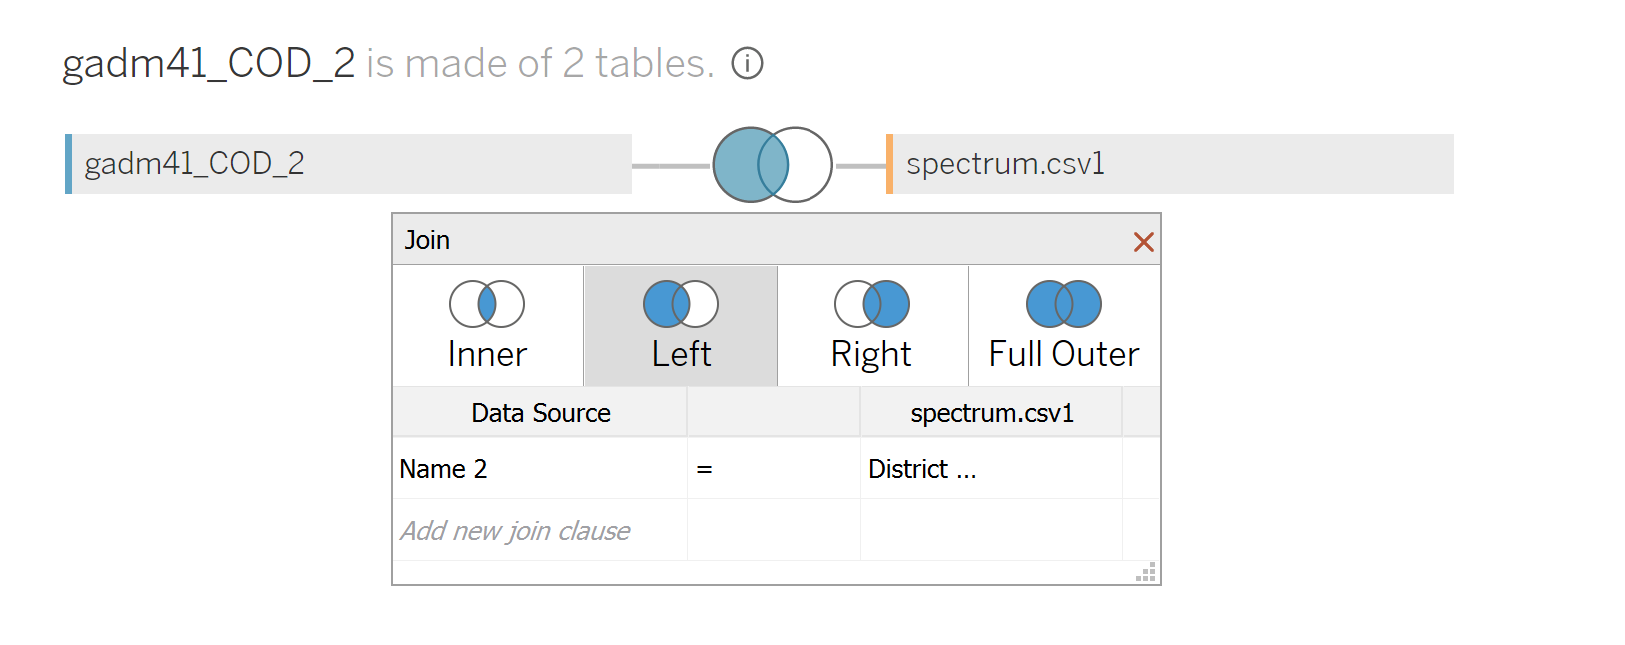 gadm41_COD_2 is made of 2 tables.
gadm41_COD_2
spectrum.csv1
Join
Inner
Left
Right
Full Outer
Data Source
spectrum.csv1
Name 2
=
District ...
Add new join clause